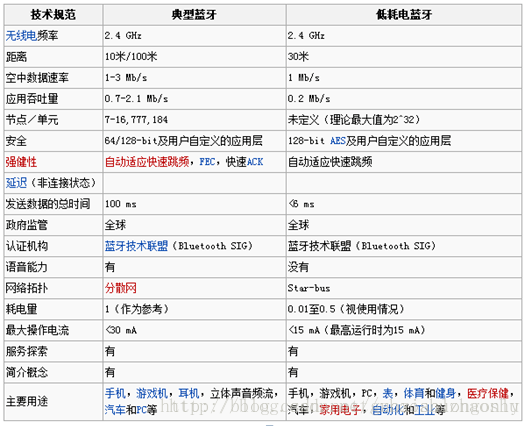 技术规范 典型蓝牙 低耗电蓝牙
无线电频率 2.4 GHz 2.4 GHz
距离 10米/100米 30米
空中数据速率 1-3 Mb/s 1 Mb/s
应用吞吐量 0.7-2.1 Mb/s 0.2 Mb/s
节点／单元 7-16,777,184 未定义（理论最大值为2^32）
安全 64/128-bit及用户自定义的应用层 128-bit AES及用户自定义的应用层
强健性 自动适应快速跳频，FEC，快速ACK 自动适应快速跳频
延迟（非连接状态）
发送数据的总时间 100 ms <6 ms
政府监管 全球 全球
认证机构 蓝牙技术联盟（Bluetooth SIG） 蓝牙技术联盟（Bluetooth SIG）
语音能力 有 没有
网络拓扑 分散网 Star-bus
耗电量 1（作为参考） 0.01至0.5（视使用情况）
最大操作电流 <30 mA <15 mA（最高运行时为15 mA）
服务探索 有 有
简介概念 有 有
主要用途 手机，游戏机，耳机，立体声音频流，汽车和PC等 手机，游戏机，PC，表，体育和健身，医疗保健，汽车，家用电子，自动化和工业等